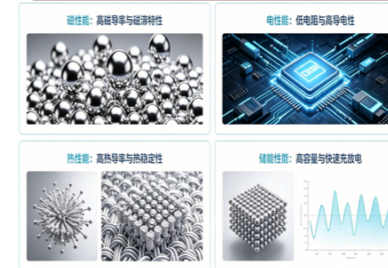 磁性能：高磁导率与磁滞特性
电性能：低电阻与高导电性
热性能：高热导率与热稳定性
储能性能：高容量与快速充放电